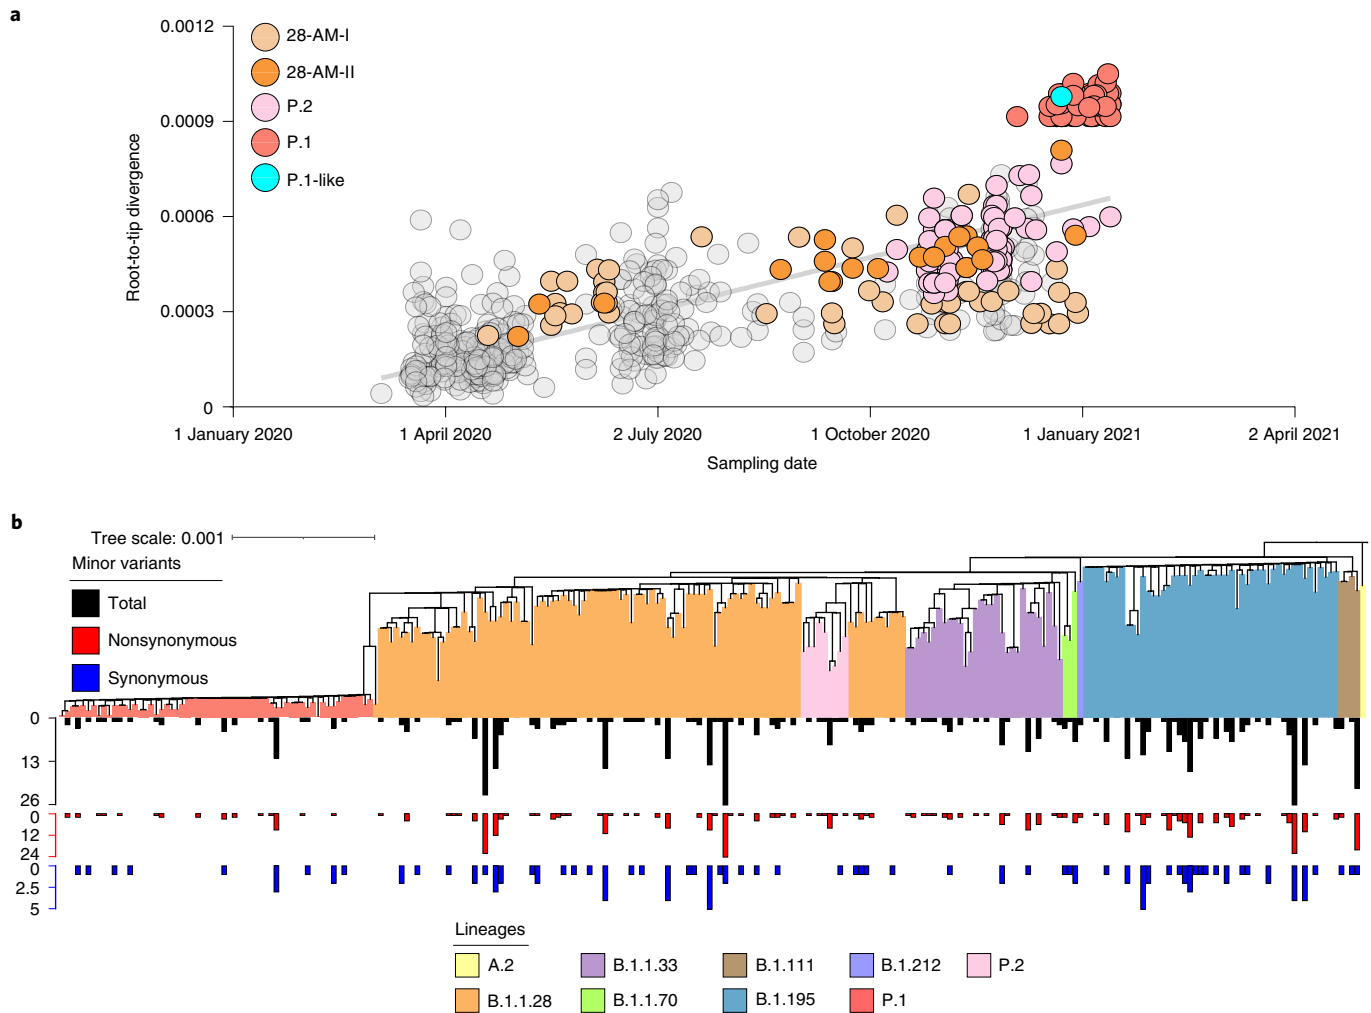 a
0.0012
0.0009
0.0006
0.0003
0
Root-to-tip divergence
28-AM-I
28-AM-II
P.2
P.1
P.1-like
1 January 2020
1 April 2020
2 July 2020
1 October 2020
1 January 2021
2 April 2021
Sampling date
b
Tree scale: 0.001
Minor variants
Total
Nonsynonymous
Synonymous
0
13
26
0
12
24
0
2.5
5
Lineages
A.2
B.1.1.33
B.1.111
B.1.212
P.2
B.1.1.28
B.1.1.70
B.1.195
P.1